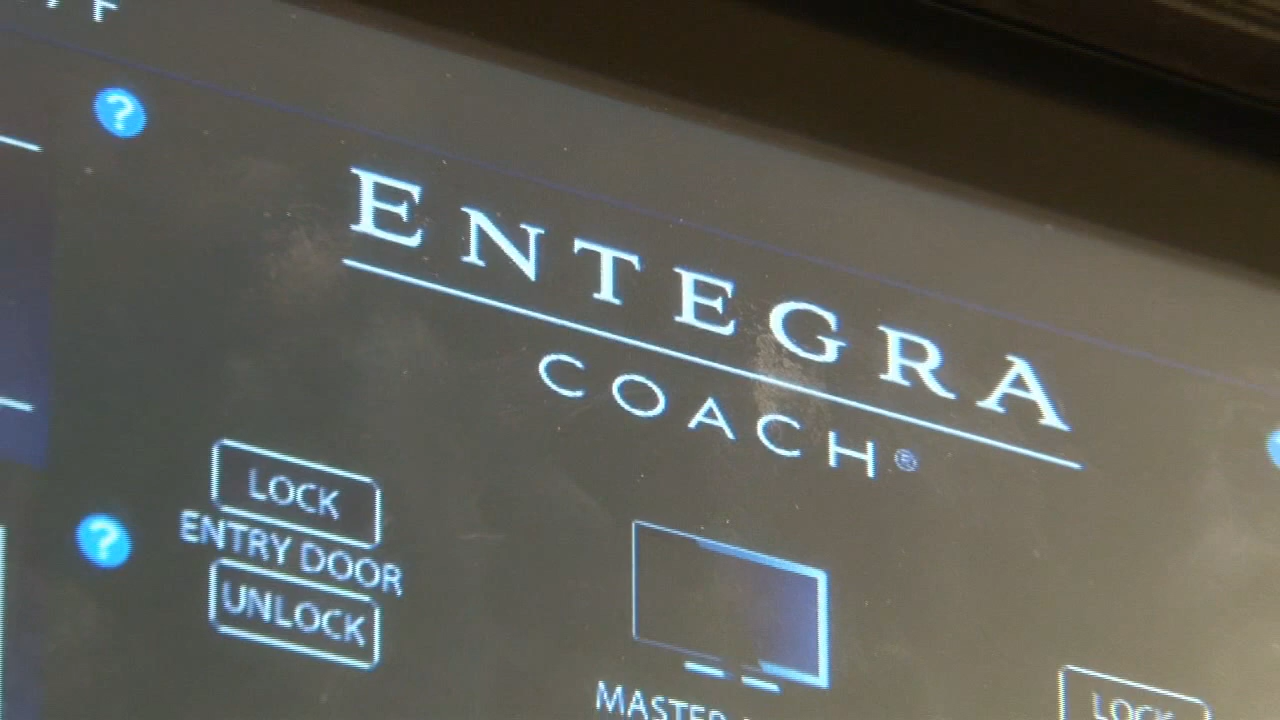 ?
ENTEGRA
COACH®
LOCK
ENTRY DOOR
UNLOCK
?
MASTER
LOCK